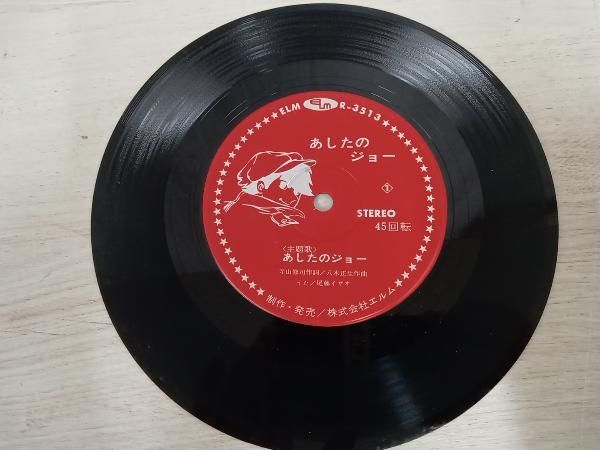 ELM ELM R-3513
あしたの
ジョー
①
STEREO
45回転
〈主題歌〉
あしたのジョー
寺山修司作詞/八木正生作曲
うた/尾藤イサオ
制作・発売/株式会社エルム